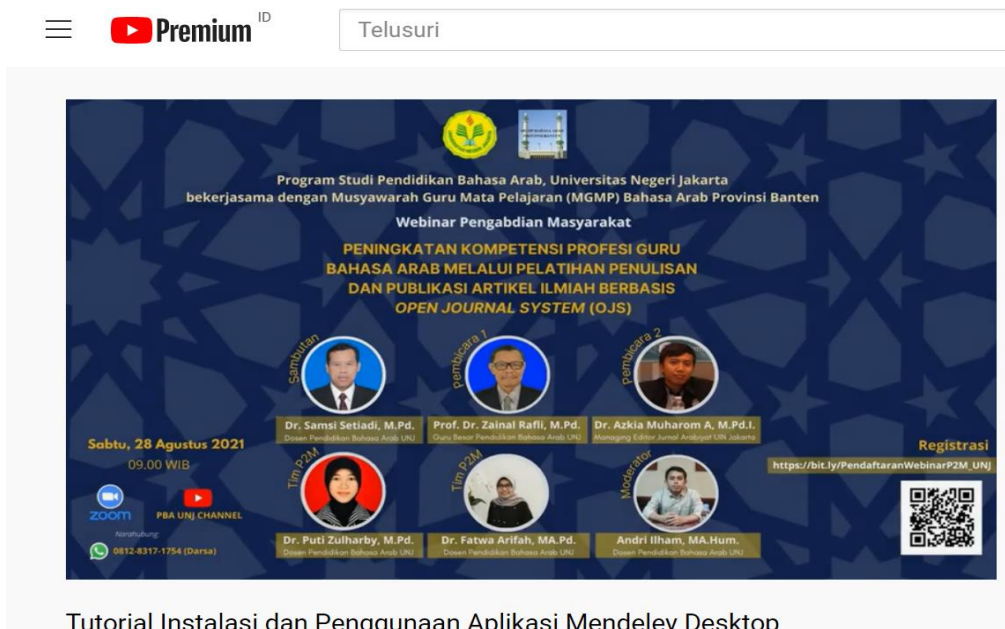 Premium ID
Telusuri
Program Studi Pendidikan Bahasa Arab, Universitas Negeri Jakarta
bekerjasama dengan Musyawarah Guru Mata Pelajaran (MGMP) Bahasa Arab Provinsi Banten
Webinar Pengabdian Masyarakat
PENINGKATAN KOMPETENSI PROFESI GURU
BAHASA ARAB MELALUI PELATIHAN PENULISAN
DAN PUBLIKASI ARTIKEL ILMIAH BERBASIS
OPEN JOURNAL SYSTEM (OJS)
Sambutan
Dr. Samsi Setiadi, M.Pd.
Dosen Pendidikan Bahasa Arab UNJ
Pembicara 1
Prof. Dr. Zainal Rafli, M.Pd.
Guru Besar Pendidikan Bahasa Arab UNJ
Pembicara 2
Dr. Azkia Muharom A, M.Pd.I.
Managing Editor Jurnal Arabiyat UIN Jakarta
Tim P2M
Dr. Puti Zulharby, M.Pd.
Dosen Pendidikan Bahasa Arab UNJ
Tim P2M
Dr. Fatwa Arifah, MA.Pd.
Dosen Pendidikan Bahasa Arab UNJ
Moderator
Andri Ilham, MA.Hum.
Dosen Pendidikan Bahasa Arab UNJ
Sabtu, 28 Agustus 2021
09.00 WIB
zoom
PBA UNJ CHANNEL
Narahubung:
0812-8317-1754 (Darsa)
Registrasi
https://bit.ly/PendaftaranWebinarP2M_UNJ
Tutorial Instalasi dan Penggunaan Aplikasi Mendeley Desktop